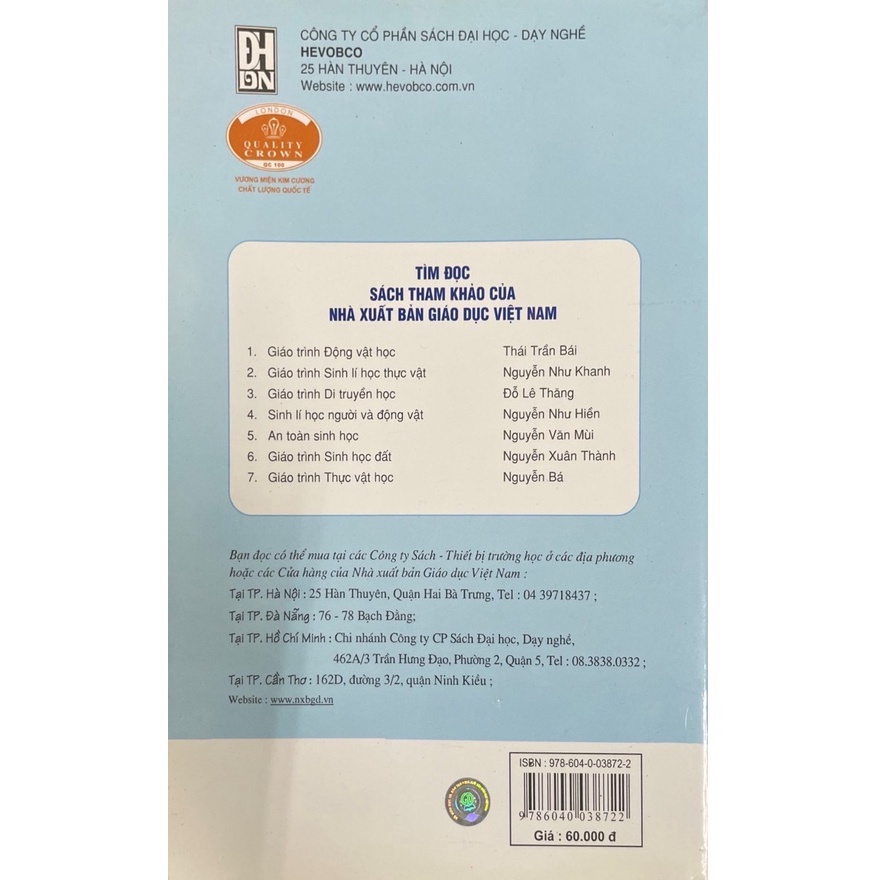 ĐH
DN
CÔNG TY CỔ PHẦN SÁCH ĐẠI HỌC - DẠY NGHỀ
HEVOBCO
25 HÀN THUYÊN - HÀ NỘI
Website : www.hevobco.com.vn
LONDON
QUALITY
CROWN
QC 100
VƯƠNG MIỆN KIM CƯƠNG
CHẤT LƯỢNG QUỐC TẾ
TÌM ĐỌC
SÁCH THAM KHẢO CỦA
NHÀ XUẤT BẢN GIÁO DỤC VIỆT NAM
1. Giáo trình Động vật học Thái Trần Bái
2. Giáo trình Sinh lí học thực vật Nguyễn Như Khanh
3. Giáo trình Di truyền học Đỗ Lê Thăng
4. Sinh lí học người và động vật Nguyễn Như Hiền
5. An toàn sinh học Nguyễn Văn Mùi
6. Giáo trình Sinh học đất Nguyễn Xuân Thành
7. Giáo trình Thực vật học Nguyễn Bá
Bạn đọc có thể mua tại các Công ty Sách - Thiết bị trường học ở các địa phương
hoặc các Cửa hàng của Nhà xuất bản Giáo dục Việt Nam :
Tại TP. Hà Nội : 25 Hàn Thuyên, Quận Hai Bà Trưng, Tel : 04 39718437 ;
Tại TP. Đà Nẵng : 76 - 78 Bạch Đằng;
Tại TP. Hồ Chí Minh : Chi nhánh Công ty CP Sách Đại học, Dạy nghề,
462A/3 Trần Hưng Đạo, Phường 2, Quận 5, Tel : 08.3838.0332 ;
Tại TP. Cần Thơ : 162D, đường 3/2, quận Ninh Kiều ;
Website : www.nxbgd.vn
ISBN : 978-604-0-03872-2
9 786040 038722
Giá : 60.000 đ